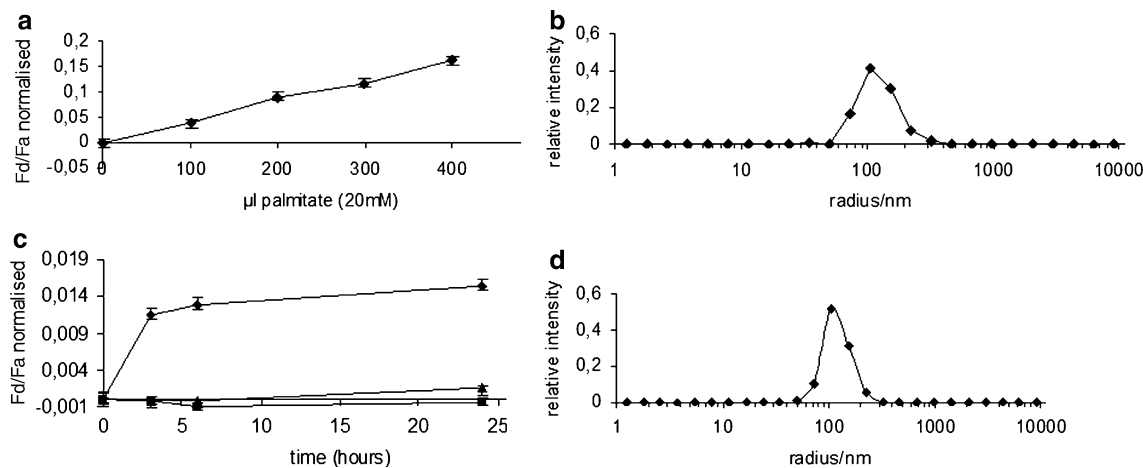 a
Fd/Fa normalised
0,2
0,15
0,1
0,05
0
-0,05
0 100 200 300 400
µl palmitate (20mM)
b
relative intensity
0,6
0,4
0,2
0
1 10 100 1000 10000
radius/nm
c
Fd/Fa normalised
0,019
0,014
0,009
0,004
-0,001
0 5 10 15 20 25
time (hours)
d
relative intensity
0,6
0,4
0,2
0
1 10 100 1000 10000
radius/nm